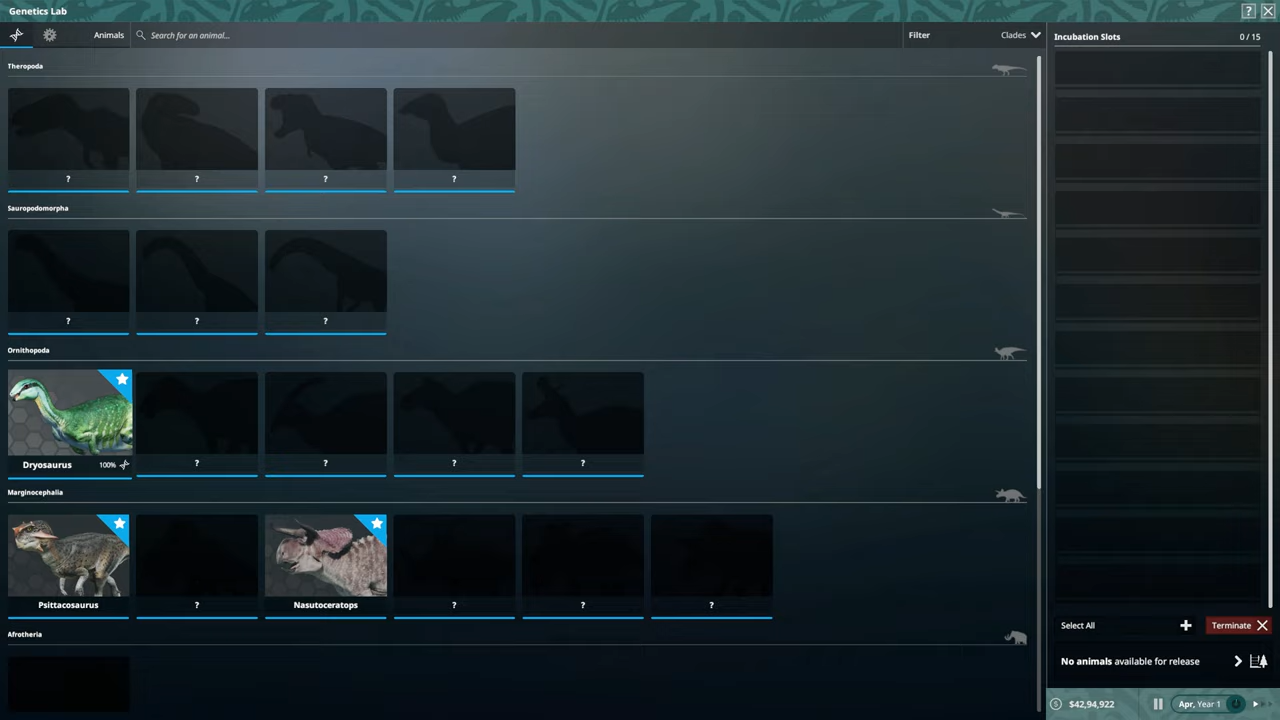 Genetics Lab
?
Animals
Search for an animal...
Filter
Clades
Incubation Slots
0 / 15
Theropoda
? ? ? ?
Sauropodomorpha
? ? ?
Ornithopoda
Dryosaurus 100% ? ? ? ?
Marginocephalia
Psittacosaurus ? Nasutoceratops ? ? ?
Afrotheria
Select All
Terminate
No animals available for release
$42,94,922
Apr, Year 1